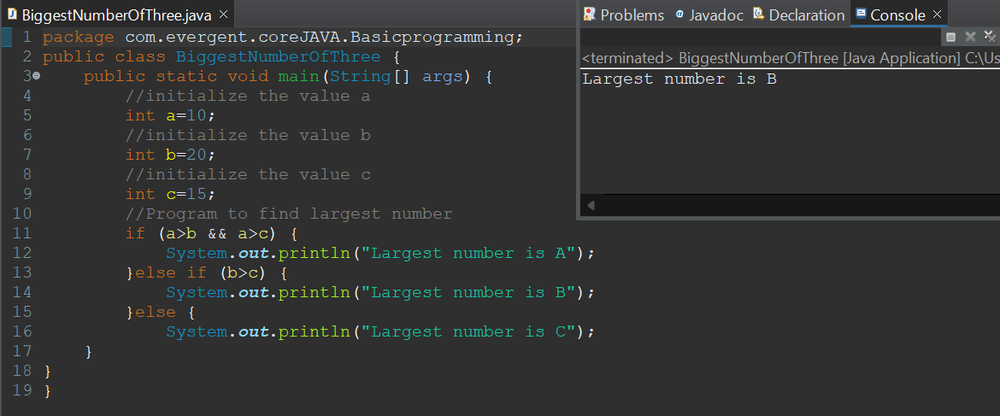 BiggestNumberOfThree.java
1 package com.evergent.coreJAVA.Basicprogramming;
2 public class BiggestNumberOfThree {
3 public static void main(String[] args) {
4 //initialize the value a
5 int a=10;
6 //initialize the value b
7 int b=20;
8 //initialize the value c
9 int c=15;
10 //Program to find largest number
11 if (a>b && a>c) {
12 System.out.println("Largest number is A");
13 }else if (b>c) {
14 System.out.println("Largest number is B");
15 }else {
16 System.out.println("Largest number is C");
17 }
18 }
19 }
Problems @ Javadoc Declaration Console
<terminated> BiggestNumberOfThree [Java Application] C:\Us
Largest number is B